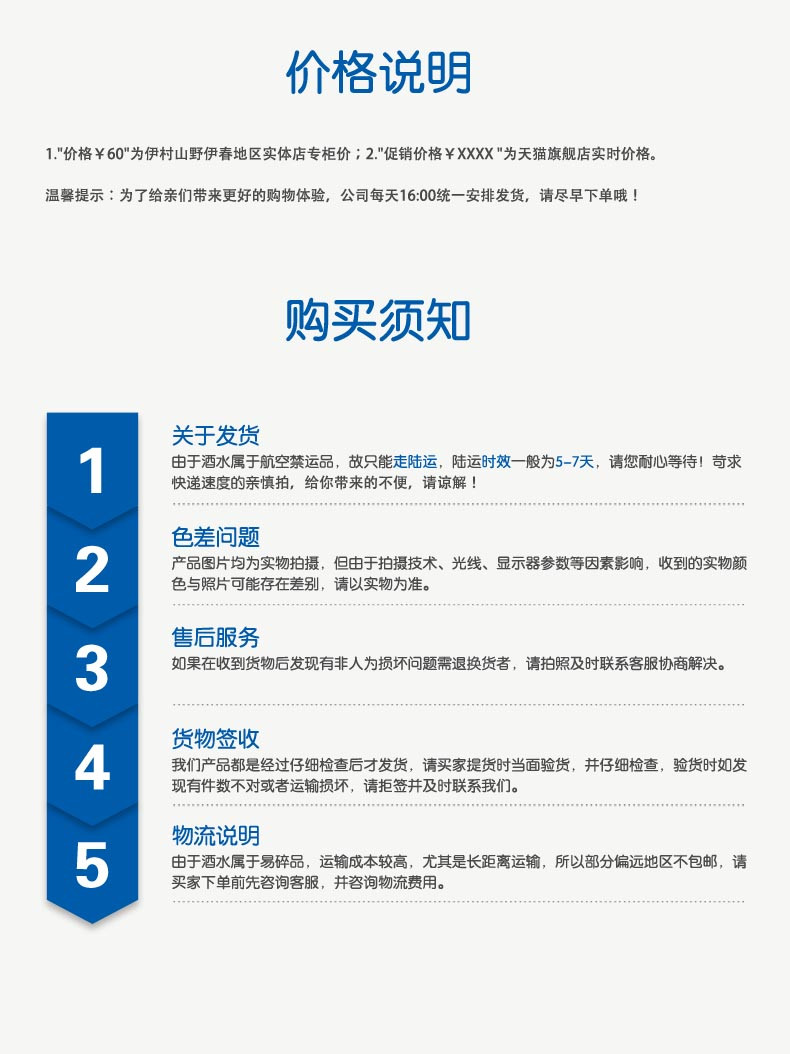 价格说明
1."价格￥60"为伊村山野伊春地区实体店专柜价；2."促销价格￥XXXX "为天猫旗舰店实时价格。
温馨提示：为了给亲们带来更好的购物体验，公司每天16:00统一安排发货，请尽早下单哦！
购买须知
1
关于发货
由于酒水属于航空禁运品，故只能走陆运，陆运时效一般为5-7天，请您耐心等待！苛求
快递速度的亲慎拍，给你带来的不便，请谅解！
2
色差问题
产品图片均为实物拍摄，但由于拍摄技术、光线、显示器参数等因素影响，收到的实物颜
色与照片可能存在差别，请以实物为准。
3
售后服务
如果在收到货物后发现有非人为损坏问题需退换货者，请拍照及时联系客服协商解决。
4
货物签收
我们产品都是经过仔细检查后才发货，请买家提货时当面验货，并仔细检查，验货时如发
现有件数不对或者运输损坏，请拒签并及时联系我们。
5
物流说明
由于酒水属于易碎品，运输成本较高，尤其是长距离运输，所以部分偏远地区不包邮，请
买家下单前先咨询客服，并咨询物流费用。